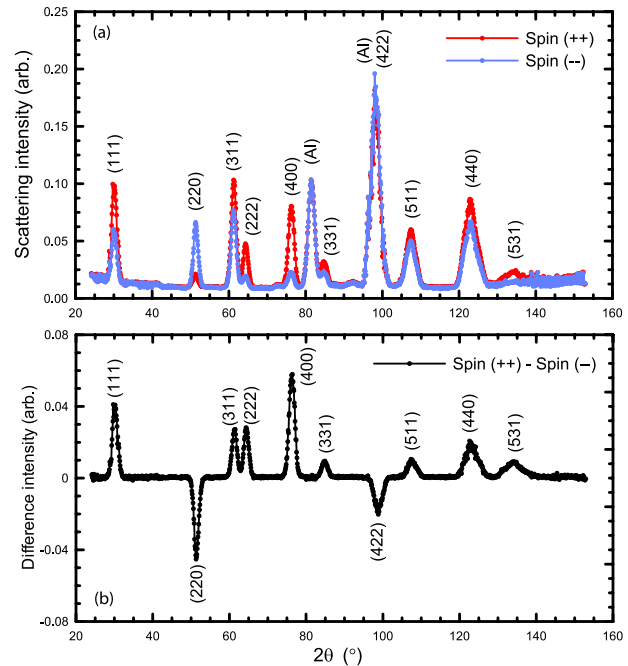 (a)
Spin (++)
Spin (--)
Scattering intensity (arb.)
0.25
0.20
0.15
0.10
0.05
0.00
(111)
(220)
(311)
(222)
(400)
(Al)
(331)
(Al)
(422)
(511)
(440)
(531)
20 40 60 80 100 120 140 160
(b)
Spin (++) - Spin (--)
Difference intensity (arb.)
0.08
0.04
0
-0.04
-0.08
(111)
(220)
(311)
(222)
(400)
(331)
(422)
(511)
(440)
(531)
20 40 60 80 100 120 140 160
2θ (°)